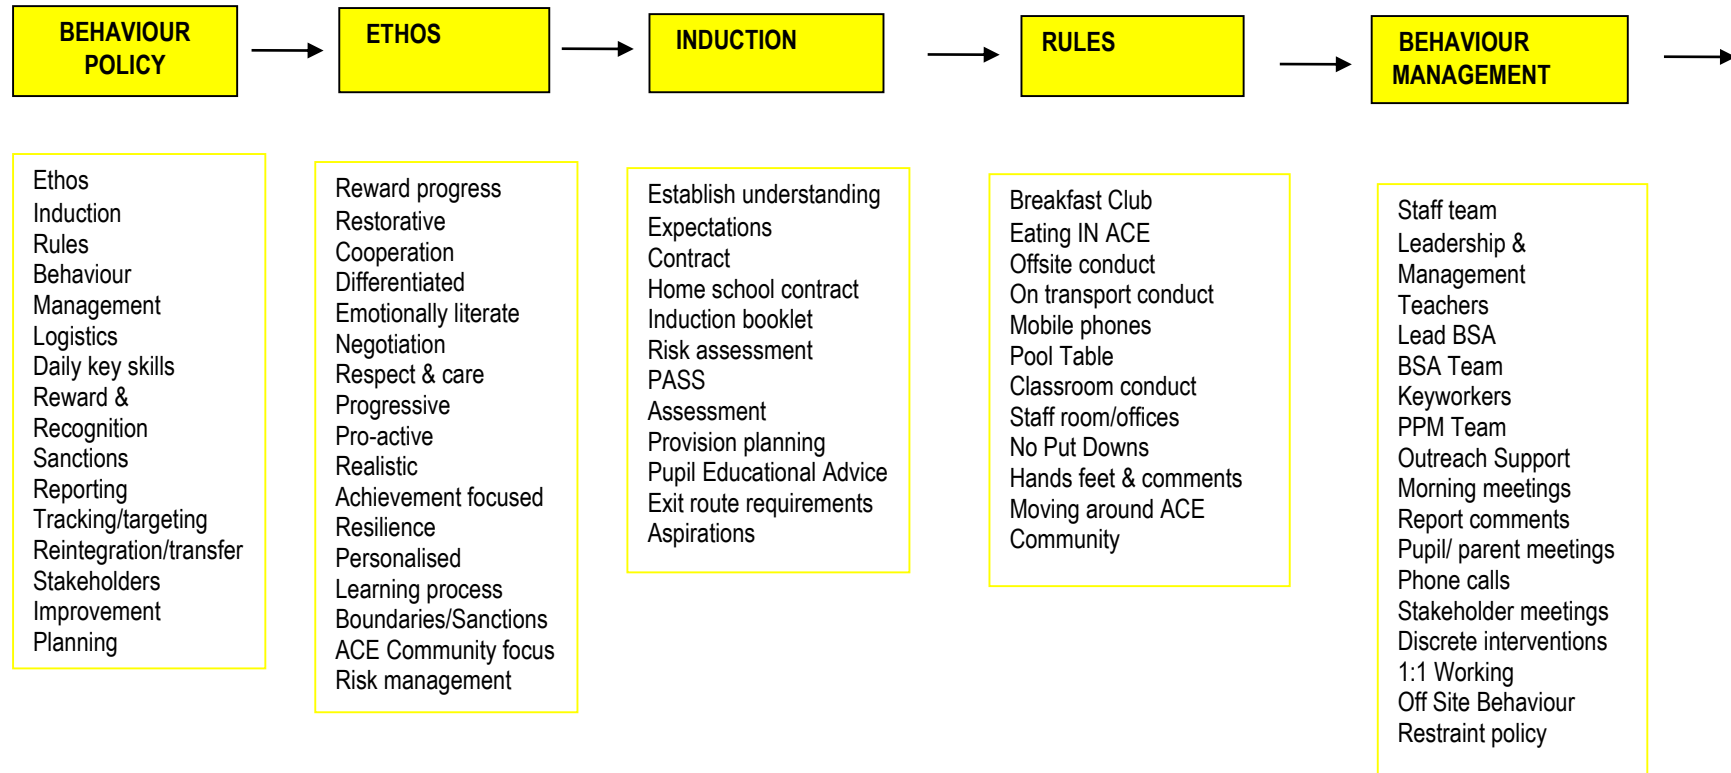 BEHAVIOUR
POLICY
ETHOS
INDUCTION
RULES
BEHAVIOUR
MANAGEMENT
Ethos
Induction
Rules
Behaviour
Management
Logistics
Daily key skills
Reward &
Recognition
Sanctions
Reporting
Tracking/targeting
Reintegration/transfer
Stakeholders
Improvement
Planning
Reward progress
Restorative
Cooperation
Differentiated
Emotionally literate
Negotiation
Respect & care
Progressive
Pro-active
Realistic
Achievement focused
Resilience
Personalised
Learning process
Boundaries/Sanctions
ACE Community focus
Risk management
Establish understanding
Expectations
Contract
Home school contract
Induction booklet
Risk assessment
PASS
Assessment
Provision planning
Pupil Educational Advice
Exit route requirements
Aspirations
Breakfast Club
Eating IN ACE
Offsite conduct
On transport conduct
Mobile phones
Pool Table
Classroom conduct
Staff room/offices
No Put Downs
Hands feet & comments
Moving around ACE
Community
Staff team
Leadership &
Management
Teachers
Lead BSA
BSA Team
Keyworkers
PPM Team
Outreach Support
Morning meetings
Report comments
Pupil/ parent meetings
Phone calls
Stakeholder meetings
Discrete interventions
1:1 Working
Off Site Behaviour
Restraint policy